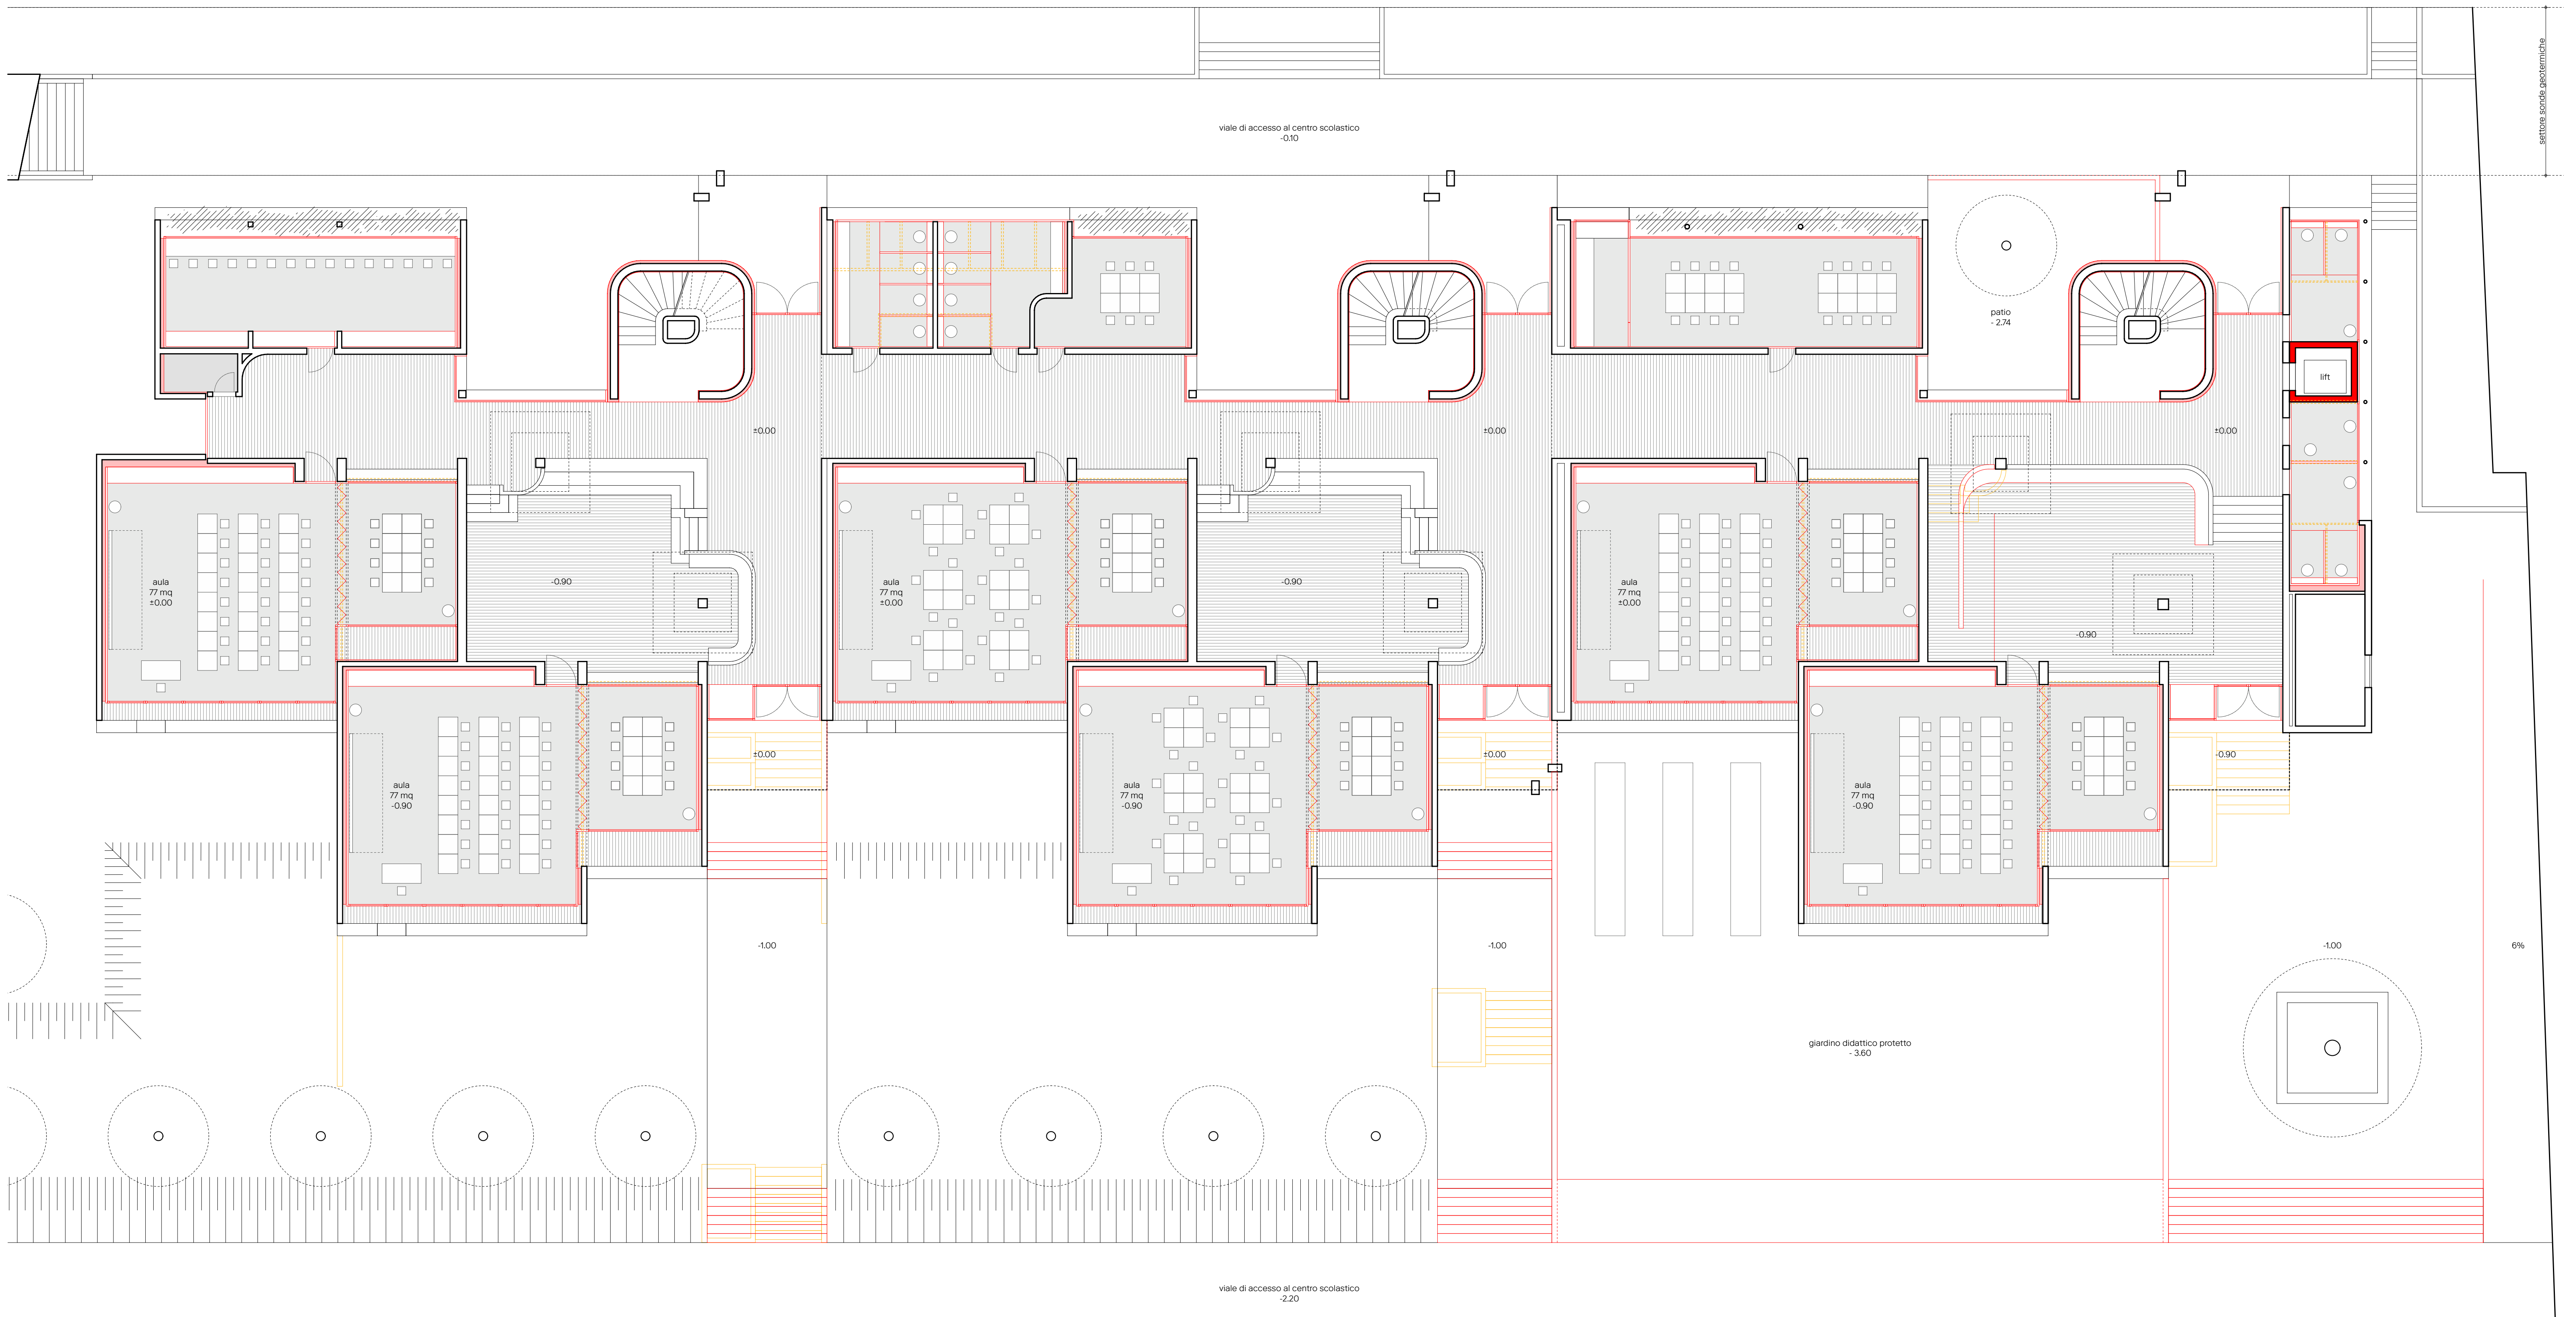 settore sonde geotermiche
viale di accesso al centro scolastico
-0.10
patio
- 2.74
lift
±0.00
±0.00
±0.00
aula
77 mq
±0.00
-0.90
aula
77 mq
±0.00
-0.90
aula
77 mq
±0.00
-0.90
±0.00
±0.00
-0.90
aula
77 mq
-0.90
aula
77 mq
-0.90
aula
77 mq
-0.90
-1.00
-1.00
-1.00
6%
giardino didattico protetto
- 3.60
viale di accesso al centro scolastico
-2.20